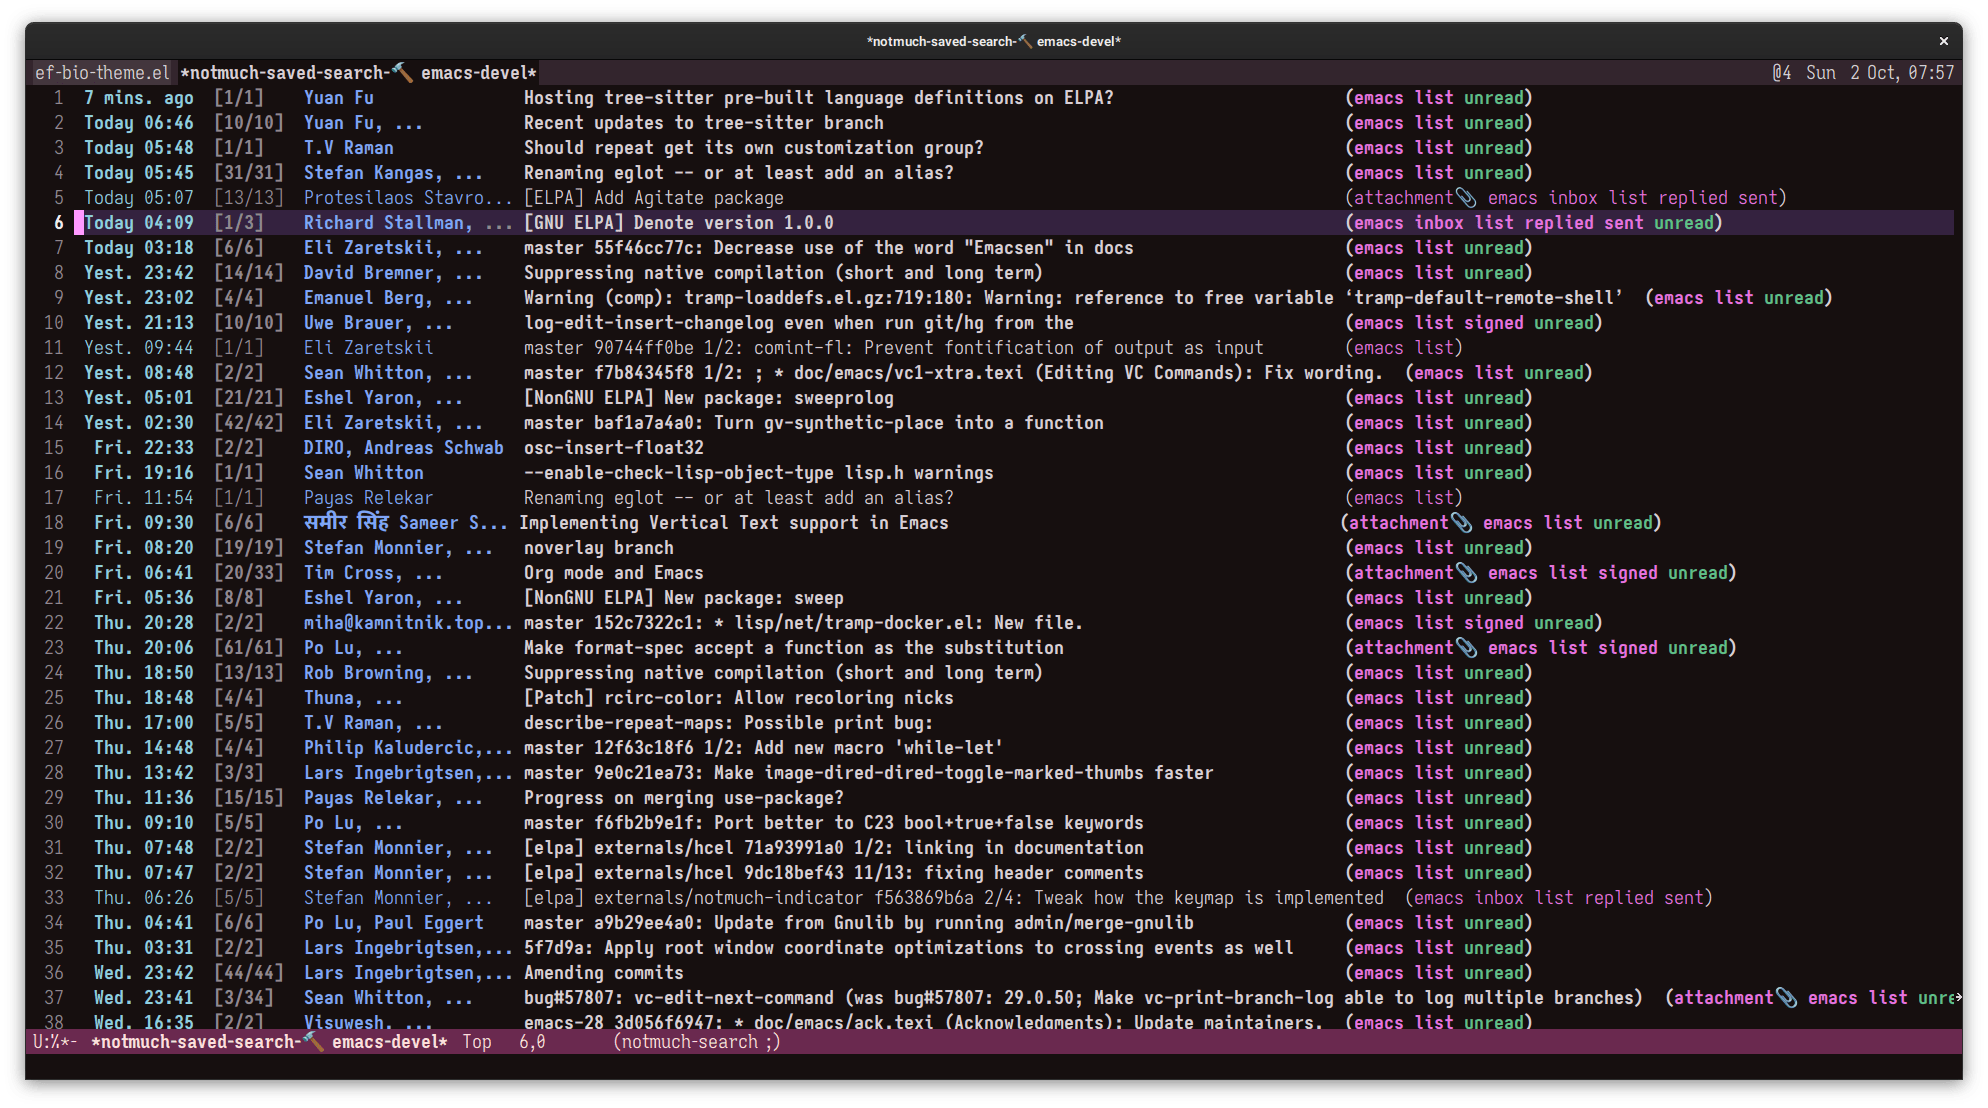 *notmuch-saved-search-🔨 emacs-devel* ×
ef-bio-theme.el *notmuch-saved-search-🔨 emacs-devel* @4 Sun 2 Oct, 07:57
1 7 mins. ago [1/1] Yuan Fu Hosting tree-sitter pre-built language definitions on ELPA? (emacs list unread)
2 Today 06:46 [10/10] Yuan Fu, ... Recent updates to tree-sitter branch (emacs list unread)
3 Today 05:48 [1/1] T.V Raman Should repeat get its own customization group? (emacs list unread)
4 Today 05:45 [31/31] Stefan Kangas, ... Renaming eglot -- or at least add an alias? (emacs list unread)
5 Today 05:07 [13/13] Protesilaos Stavro... [ELPA] Add Agitate package (attachment📎 emacs inbox list replied sent)
6 Today 04:09 [1/3] Richard Stallman, ... [GNU ELPA] Denote version 1.0.0 (emacs inbox list replied sent unread)
7 Today 03:18 [6/6] Eli Zaretskii, ... master 55f46cc77c: Decrease use of the word "Emacsen" in docs (emacs list unread)
8 Yest. 23:42 [14/14] David Bremner, ... Suppressing native compilation (short and long term) (emacs list unread)
9 Yest. 23:02 [4/4] Emanuel Berg, ... Warning (comp): tramp-loaddefs.el.gz:719:180: Warning: reference to free variable ‘tramp-default-remote-shell’ (emacs list unread)
10 Yest. 21:13 [10/10] Uwe Brauer, ... log-edit-insert-changelog even when run git/hg from the (emacs list signed unread)
11 Yest. 09:44 [1/1] Eli Zaretskii master 90744ff0be 1/2: comint-fl: Prevent fontification of output as input (emacs list)
12 Yest. 08:48 [2/2] Sean Whitton, ... master f7b84345f8 1/2: ; * doc/emacs/vc1-xtra.texi (Editing VC Commands): Fix wording. (emacs list unread)
13 Yest. 05:01 [21/21] Eshel Yaron, ... [NonGNU ELPA] New package: sweeprolog (emacs list unread)
14 Yest. 02:30 [42/42] Eli Zaretskii, ... master baf1a7a4a0: Turn gv-synthetic-place into a function (emacs list unread)
15 Fri. 22:33 [2/2] DIRO, Andreas Schwab osc-insert-float32 (emacs list unread)
16 Fri. 19:16 [1/1] Sean Whitton --enable-check-lisp-object-type lisp.h warnings (emacs list unread)
17 Fri. 11:54 [1/1] Payas Relekar Renaming eglot -- or at least add an alias? (emacs list)
18 Fri. 09:30 [6/6] समीर सिंह Sameer S... Implementing Vertical Text support in Emacs (attachment📎 emacs list unread)
19 Fri. 08:20 [19/19] Stefan Monnier, ... noverlay branch (emacs list unread)
20 Fri. 06:41 [20/33] Tim Cross, ... Org mode and Emacs (attachment📎 emacs list signed unread)
21 Fri. 05:36 [8/8] Eshel Yaron, ... [NonGNU ELPA] New package: sweep (emacs list unread)
22 Thu. 20:28 [2/2] miha@kamnitnik.top... master 152c7322c1: * lisp/net/tramp-docker.el: New file. (emacs list signed unread)
23 Thu. 20:06 [61/61] Po Lu, ... Make format-spec accept a function as the substitution (attachment📎 emacs list signed unread)
24 Thu. 18:50 [13/13] Rob Browning, ... Suppressing native compilation (short and long term) (emacs list unread)
25 Thu. 18:48 [4/4] Thuna, ... [Patch] rcirc-color: Allow recoloring nicks (emacs list unread)
26 Thu. 17:00 [5/5] T.V Raman, ... describe-repeat-maps: Possible print bug: (emacs list unread)
27 Thu. 14:48 [4/4] Philip Kaludercic,... master 12f63c18f6 1/2: Add new macro 'while-let' (emacs list unread)
28 Thu. 13:42 [3/3] Lars Ingebrigtsen,... master 9e0c21ea73: Make image-dired-dired-toggle-marked-thumbs faster (emacs list unread)
29 Thu. 11:36 [15/15] Payas Relekar, ... Progress on merging use-package? (emacs list unread)
30 Thu. 09:10 [5/5] Po Lu, ... master f6fb2b9e1f: Port better to C23 bool+true+false keywords (emacs list unread)
31 Thu. 07:48 [2/2] Stefan Monnier, ... [elpa] externals/hcel 71a93991a0 1/2: linking in documentation (emacs list unread)
32 Thu. 07:47 [2/2] Stefan Monnier, ... [elpa] externals/hcel 9dc18bef43 11/13: fixing header comments (emacs list unread)
33 Thu. 06:26 [5/5] Stefan Monnier, ... [elpa] externals/notmuch-indicator f563869b6a 2/4: Tweak how the keymap is implemented (emacs inbox list replied sent)
34 Thu. 04:41 [6/6] Po Lu, Paul Eggert master a9b29ee4a0: Update from Gnulib by running admin/merge-gnulib (emacs list unread)
35 Thu. 03:31 [2/2] Lars Ingebrigtsen,... 5f7d9a: Apply root window coordinate optimizations to crossing events as well (emacs list unread)
36 Wed. 23:42 [44/44] Lars Ingebrigtsen,... Amending commits (emacs list unread)
37 Wed. 23:41 [3/34] Sean Whitton, ... bug#57807: vc-edit-next-command (was bug#57807: 29.0.50; Make vc-print-branch-log able to log multiple branches) (attachment📎 emacs list unre
38 Wed. 16:35 [2/2] Visuwesh, ... emacs-28 3d056f6947: * doc/emacs/ack.texi (Acknowledgments): Update maintainers. (emacs list unread)
U:%*- *notmuch-saved-search-🔨 emacs-devel* Top 6,0 (notmuch-search ;)